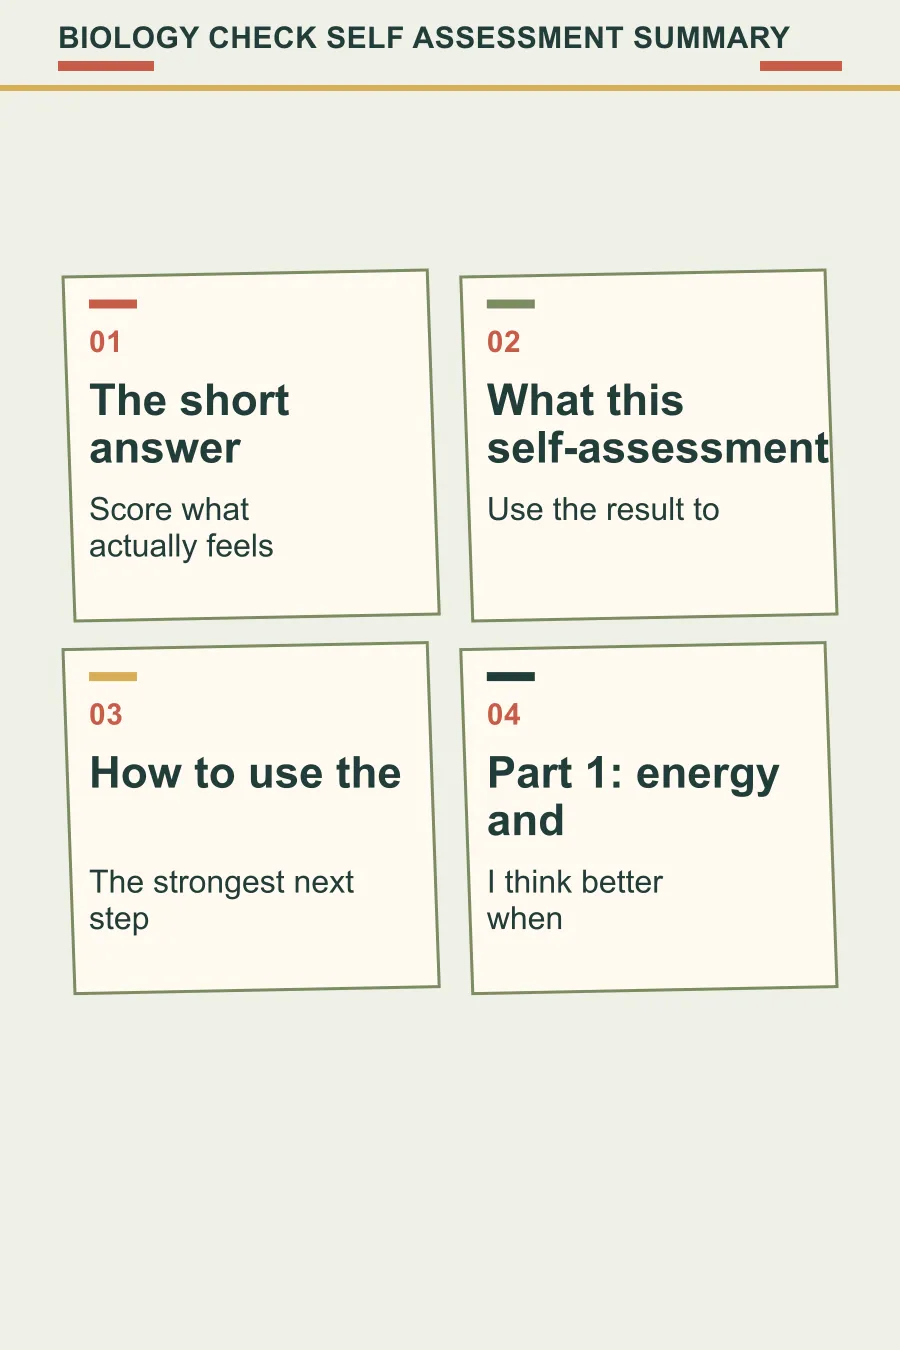 BIOLOGY CHECK SELF ASSESSMENT SUMMARY
01
The short
answer
Score what
actually feels
02
What this
self-assessment
Use the result to
03
How to use the
The strongest next
step
04
Part 1: energy
and
I think better
when